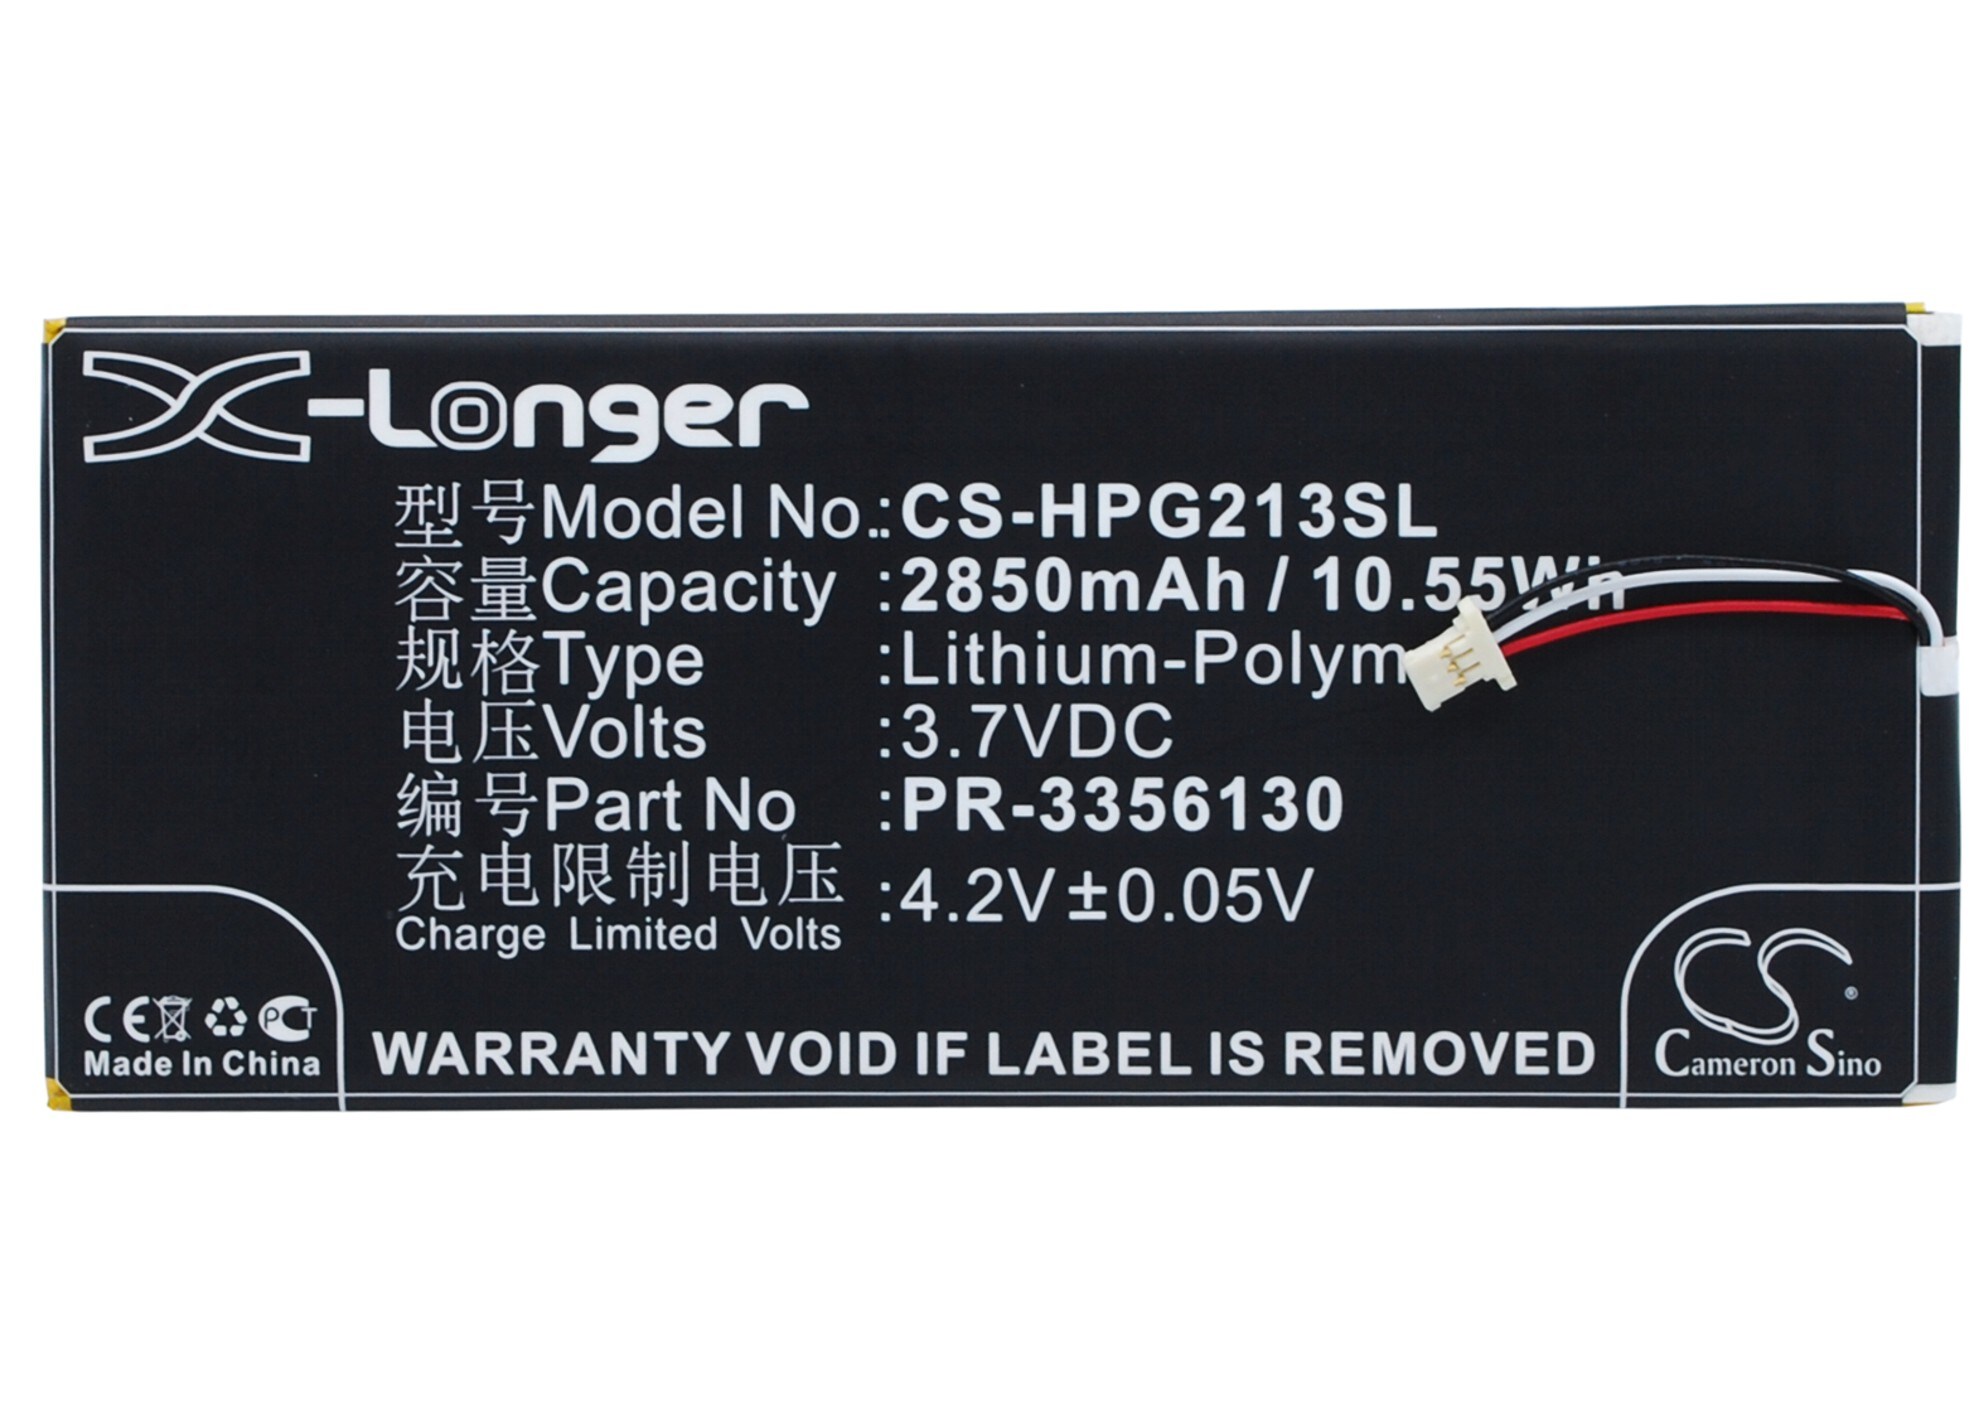 X-Longer
型号Model No.:CS-HPG213SL
容量Capacity :2850mAh / 10.55Wh
规格Type :Lithium-Polym
电压Volts :3.7VDC
编号Part No :PR-3356130
充电限制电压 :4.2V±0.05V
Charge Limited Volts
CE PCT
Made In China
WARRANTY VOID IF LABEL IS REMOVED
CS ®
Cameron Sino